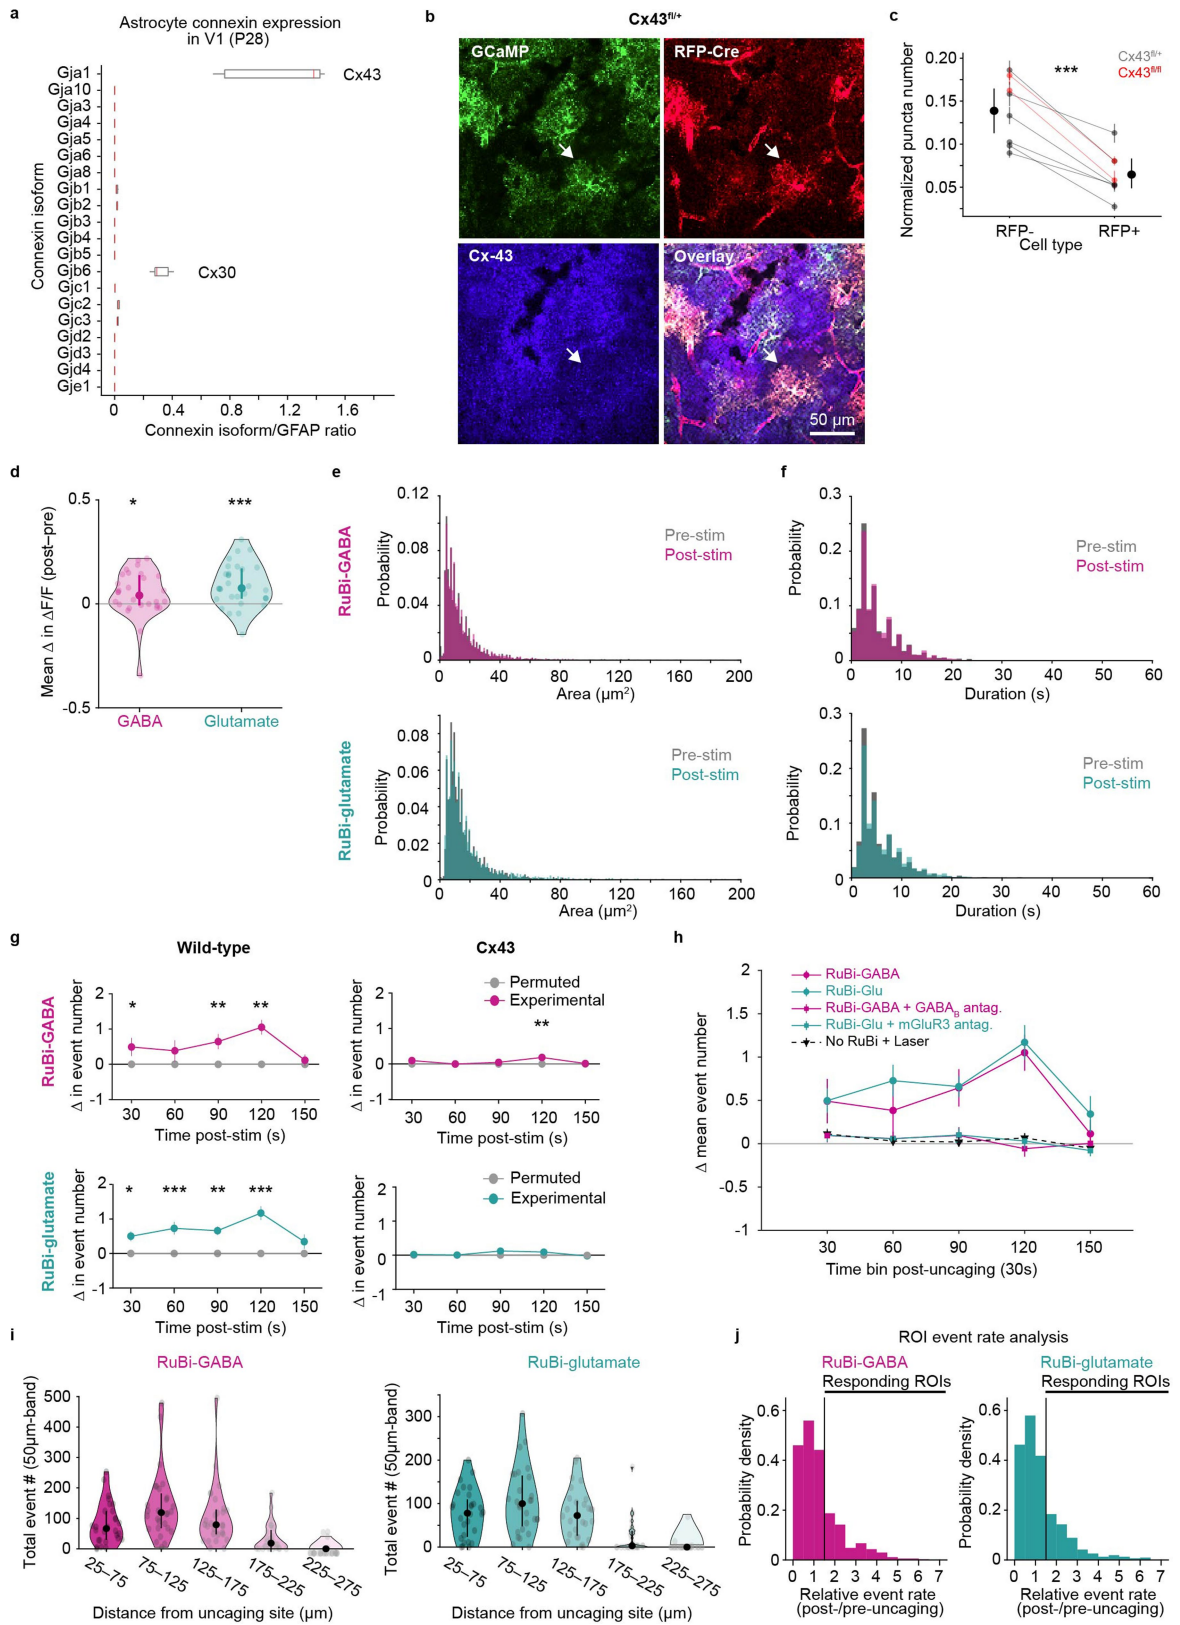 a
Astrocyte connexin expression
in V1 (P28)
Connexin isoform
Gja1
Gja10
Gja3
Gja4
Gja5
Gja6
Gja8
Gjb1
Gjb2
Gjb3
Gjb4
Gjb5
Gjb6
Gjc1
Gjc2
Gjc3
Gjd2
Gjd3
Gjd4
Gje1
Cx43
Cx30
0 0.4 0.8 1.2 1.6
Connexin isoform/GFAP ratio
b
Cx43fl/+
GCaMP
RFP-Cre
Cx-43
Overlay
50 µm
c
Normalized puncta number
0.20
0.15
0.10
0.05
***
Cx43fl/+
Cx43fl/fl
RFP- RFP+
Cell type
d
Mean Δ in ΔF/F (post–pre)
0.5
0
-0.5
* ***
GABA Glutamate
e
RuBi-GABA
Probability
0.12
0.08
0.04
0
Pre-stim
Post-stim
0 40 80 120 160 200
Area (µm²)
RuBi-glutamate
Probability
0.08
0.06
0.04
0.02
0
Pre-stim
Post-stim
0 40 80 120 160 200
Area (µm²)
f
Probability
0.3
0.2
0.1
0
Pre-stim
Post-stim
0 10 20 30 40 50 60
Duration (s)
Probability
0.3
0.2
0.1
0
Pre-stim
Post-stim
0 10 20 30 40 50 60
Duration (s)
g
Wild-type
Cx43
RuBi-GABA
Δ in event number
2
1
0
-1
* ** **
30 60 90 120 150
Time post-stim (s)
Δ in event number
2
1
0
-1
Permuted
Experimental
**
30 60 90 120 150
Time post-stim (s)
RuBi-glutamate
Δ in event number
2
1
0
-1
* *** ** ***
30 60 90 120 150
Time post-stim (s)
Δ in event number
2
1
0
-1
Permuted
Experimental
30 60 90 120 150
Time post-stim (s)
h
Δ mean event number
2
1.5
1
0.5
0
-0.5
-1
RuBi-GABA
RuBi-Glu
RuBi-GABA + GABAB antag.
RuBi-Glu + mGluR3 antag.
No RuBi + Laser
30 60 90 120 150
Time bin post-uncaging (30s)
i
RuBi-GABA
Total event # (50µm-band)
500
400
300
200
100
0
25–75 75–125 125–175 175–225 225–275
Distance from uncaging site (µm)
RuBi-glutamate
Total event # (50µm-band)
300
200
100
0
25–75 75–125 125–175 175–225 225–275
Distance from uncaging site (µm)
j
ROI event rate analysis
RuBi-GABA
Responding ROIs
Probability density
0.6
0.4
0.2
0
0 1 2 3 4 5 6 7
Relative event rate
(post-/pre-uncaging)
RuBi-glutamate
Responding ROIs
Probability density
0.6
0.4
0.2
0
0 1 2 3 4 5 6 7
Relative event rate
(post-/pre-uncaging)